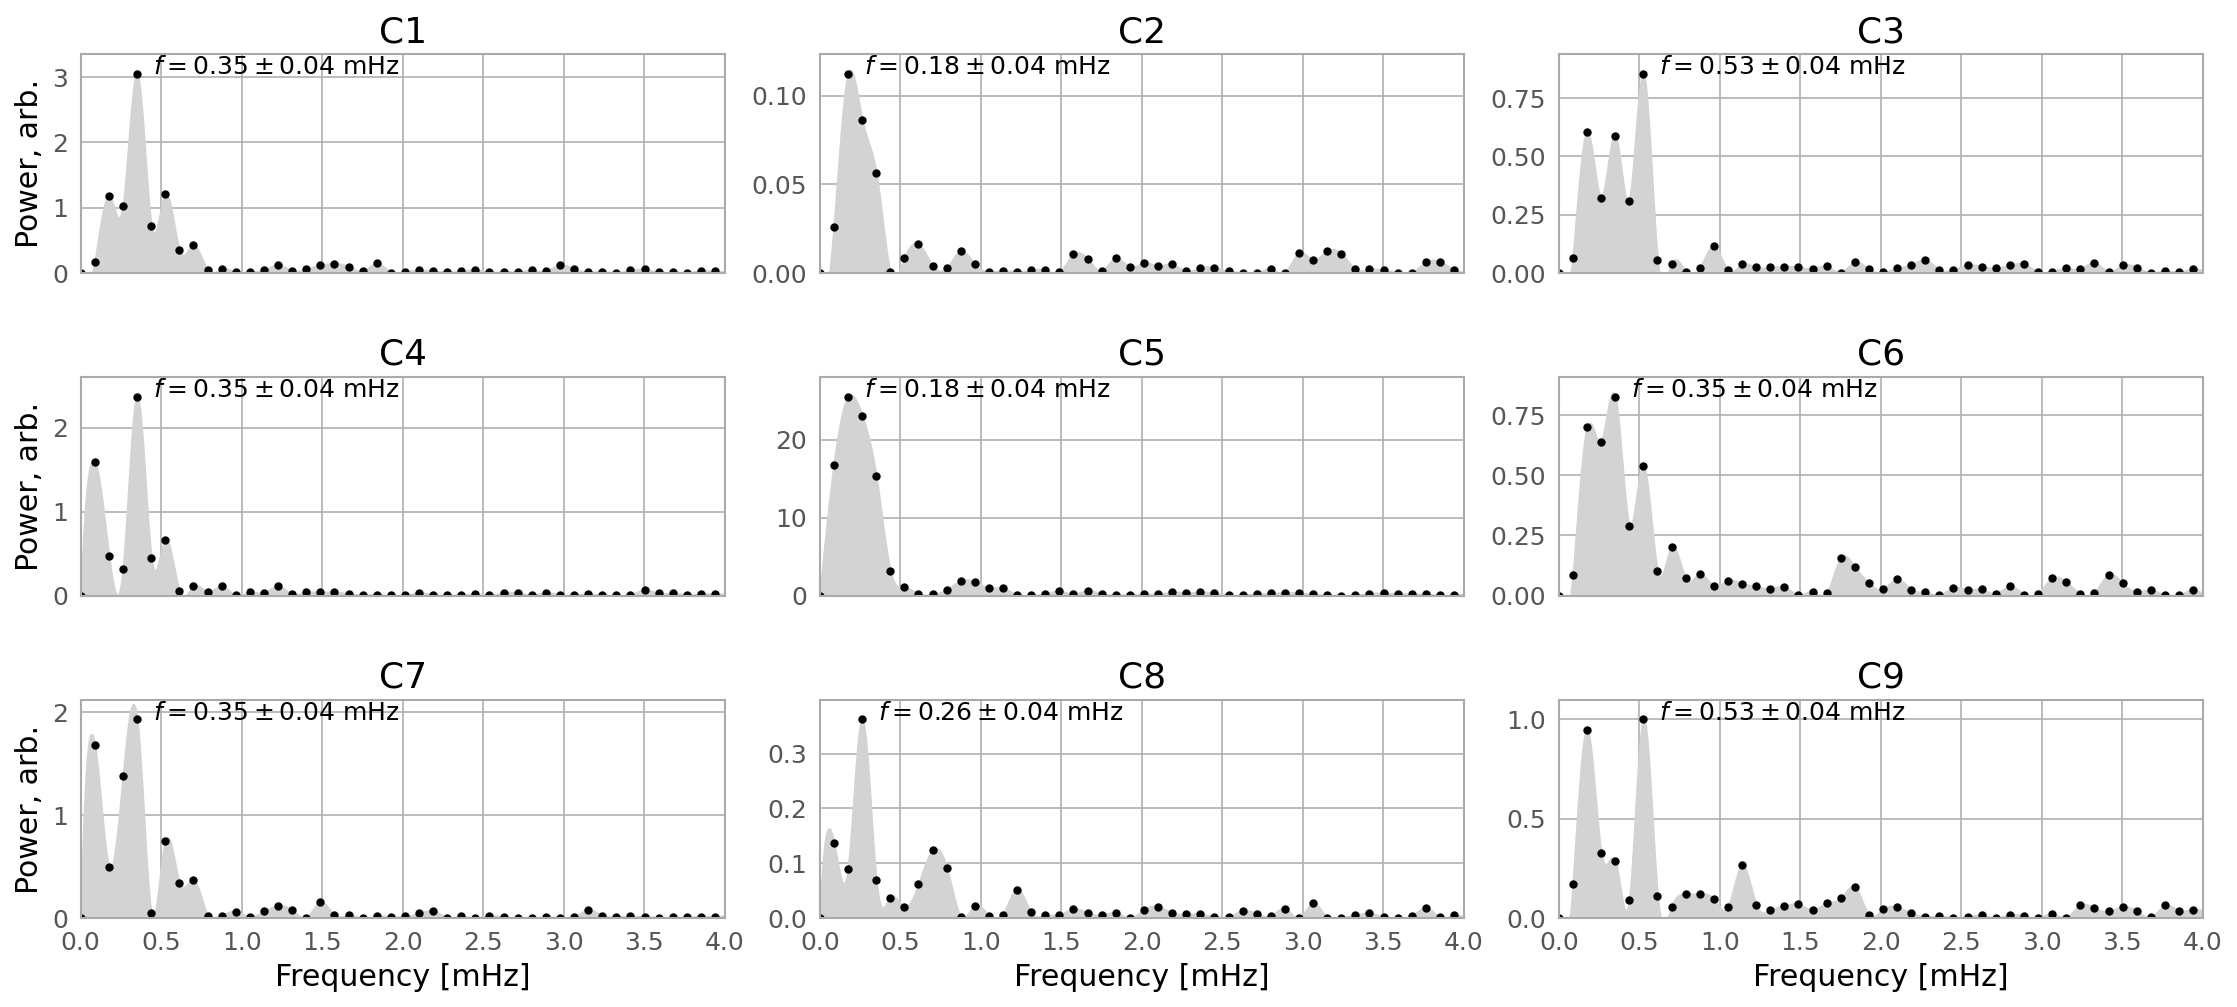 C1
C2
C3
f = 0.35 ± 0.04 mHz
f = 0.18 ± 0.04 mHz
f = 0.53 ± 0.04 mHz
Power, arb.
3
2
1
0
0.10
0.05
0.00
0.75
0.50
0.25
0.00
C4
C5
C6
f = 0.35 ± 0.04 mHz
f = 0.18 ± 0.04 mHz
f = 0.35 ± 0.04 mHz
Power, arb.
2
1
0
20
10
0
0.75
0.50
0.25
0.00
C7
C8
C9
f = 0.35 ± 0.04 mHz
f = 0.26 ± 0.04 mHz
f = 0.53 ± 0.04 mHz
Power, arb.
2
1
0
0.3
0.2
0.1
0.0
1.0
0.5
0.0
0.0 0.5 1.0 1.5 2.0 2.5 3.0 3.5 4.0
0.0 0.5 1.0 1.5 2.0 2.5 3.0 3.5 4.0
0.0 0.5 1.0 1.5 2.0 2.5 3.0 3.5 4.0
Frequency [mHz]
Frequency [mHz]
Frequency [mHz]